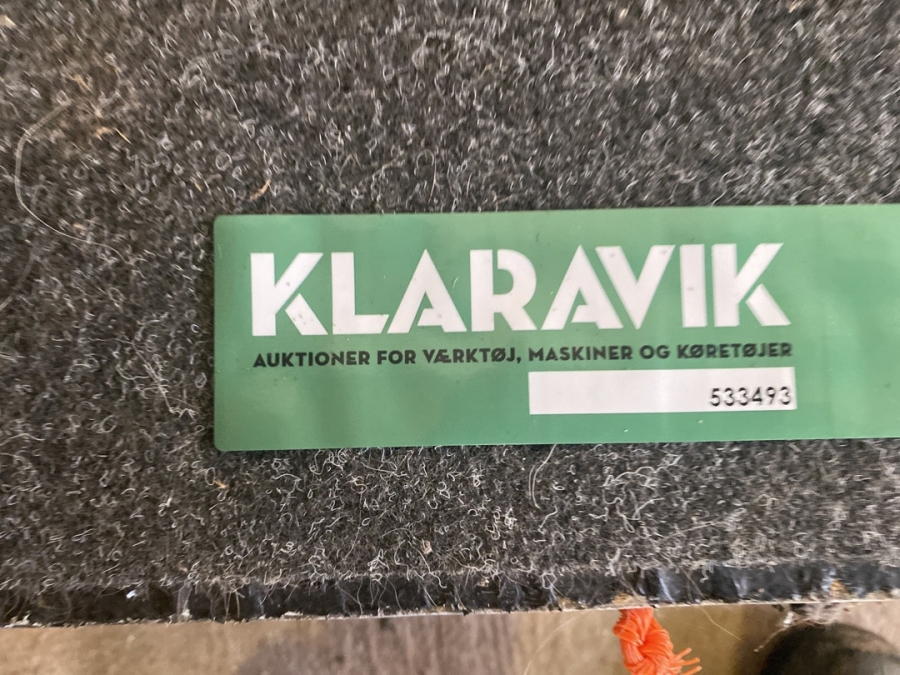 KLARAVIK
AUKTIONER FOR VÆRKTØJ, MASKINER OG KØRETØJER
533493